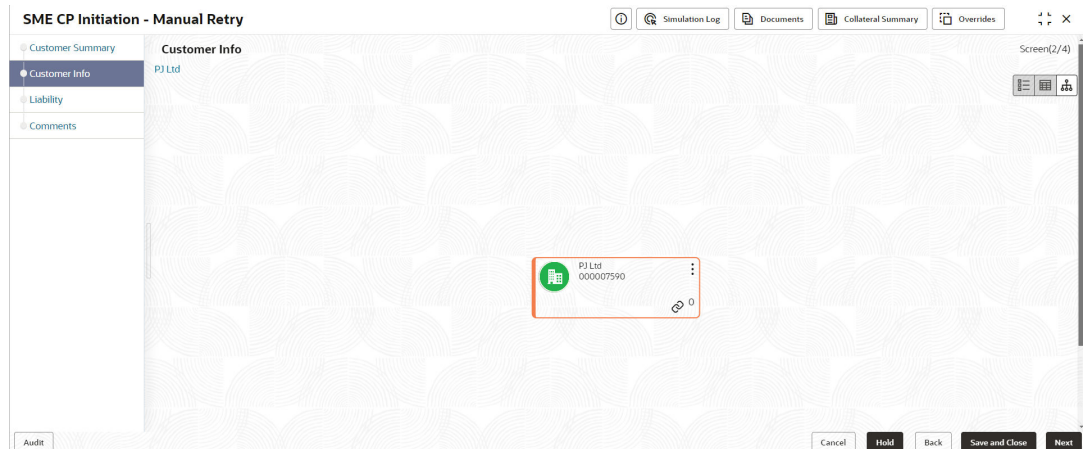 SME CP Initiation - Manual Retry
Simulation Log
Documents
Collateral Summary
Overrides
Customer Summary
Customer Info
Liability
Comments
Customer Info
Screen(2/4)
PJ Ltd
PJ Ltd
000007590
0
Audit
Cancel
Hold
Back
Save and Close
Next